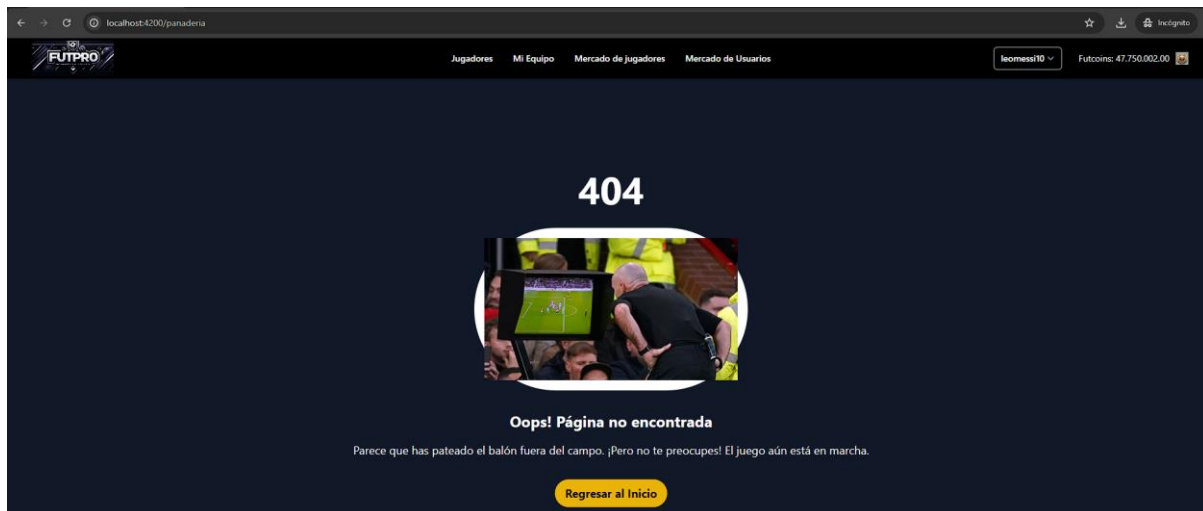 localhost:4200/panaderia
Incógnito
FUTPRO
Jugadores Mi Equipo Mercado de jugadores Mercado de Usuarios
leomessi10
Futcoins: 47.750.002.00
404
Oops! Página no encontrada
Parece que has pateado el balón fuera del campo. ¡Pero no te preocupes! El juego aún está en marcha.
Regresar al Inicio